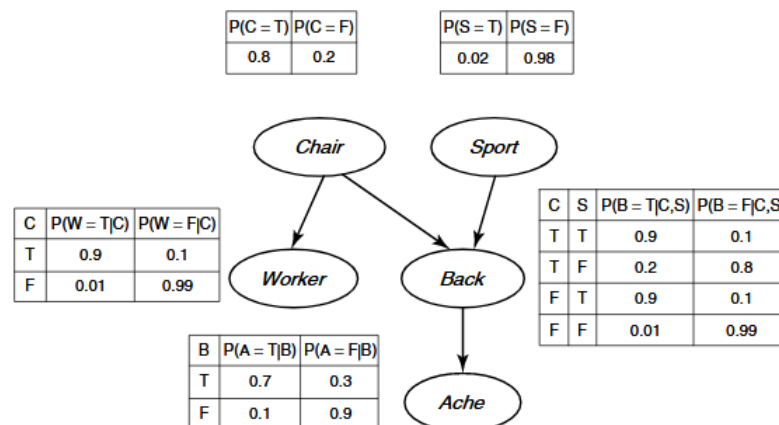 P(C = T) P(C = F) P(S = T) P(S = F)
0.8 0.2 0.02 0.98
Chair Sport
C S P(B = T|C,S) P(B = F|C,S
C P(W = T|C) P(W = F|C) T T 0.9 0.1
T 0.9 0.1 T F 0.2 0.8
F 0.01 0.99 Worker Back F T 0.9 0.1
F F 0.01 0.99
B P(A = T|B) P(A = F|B)
T 0.7 0.3
F 0.1 0.9
Ache